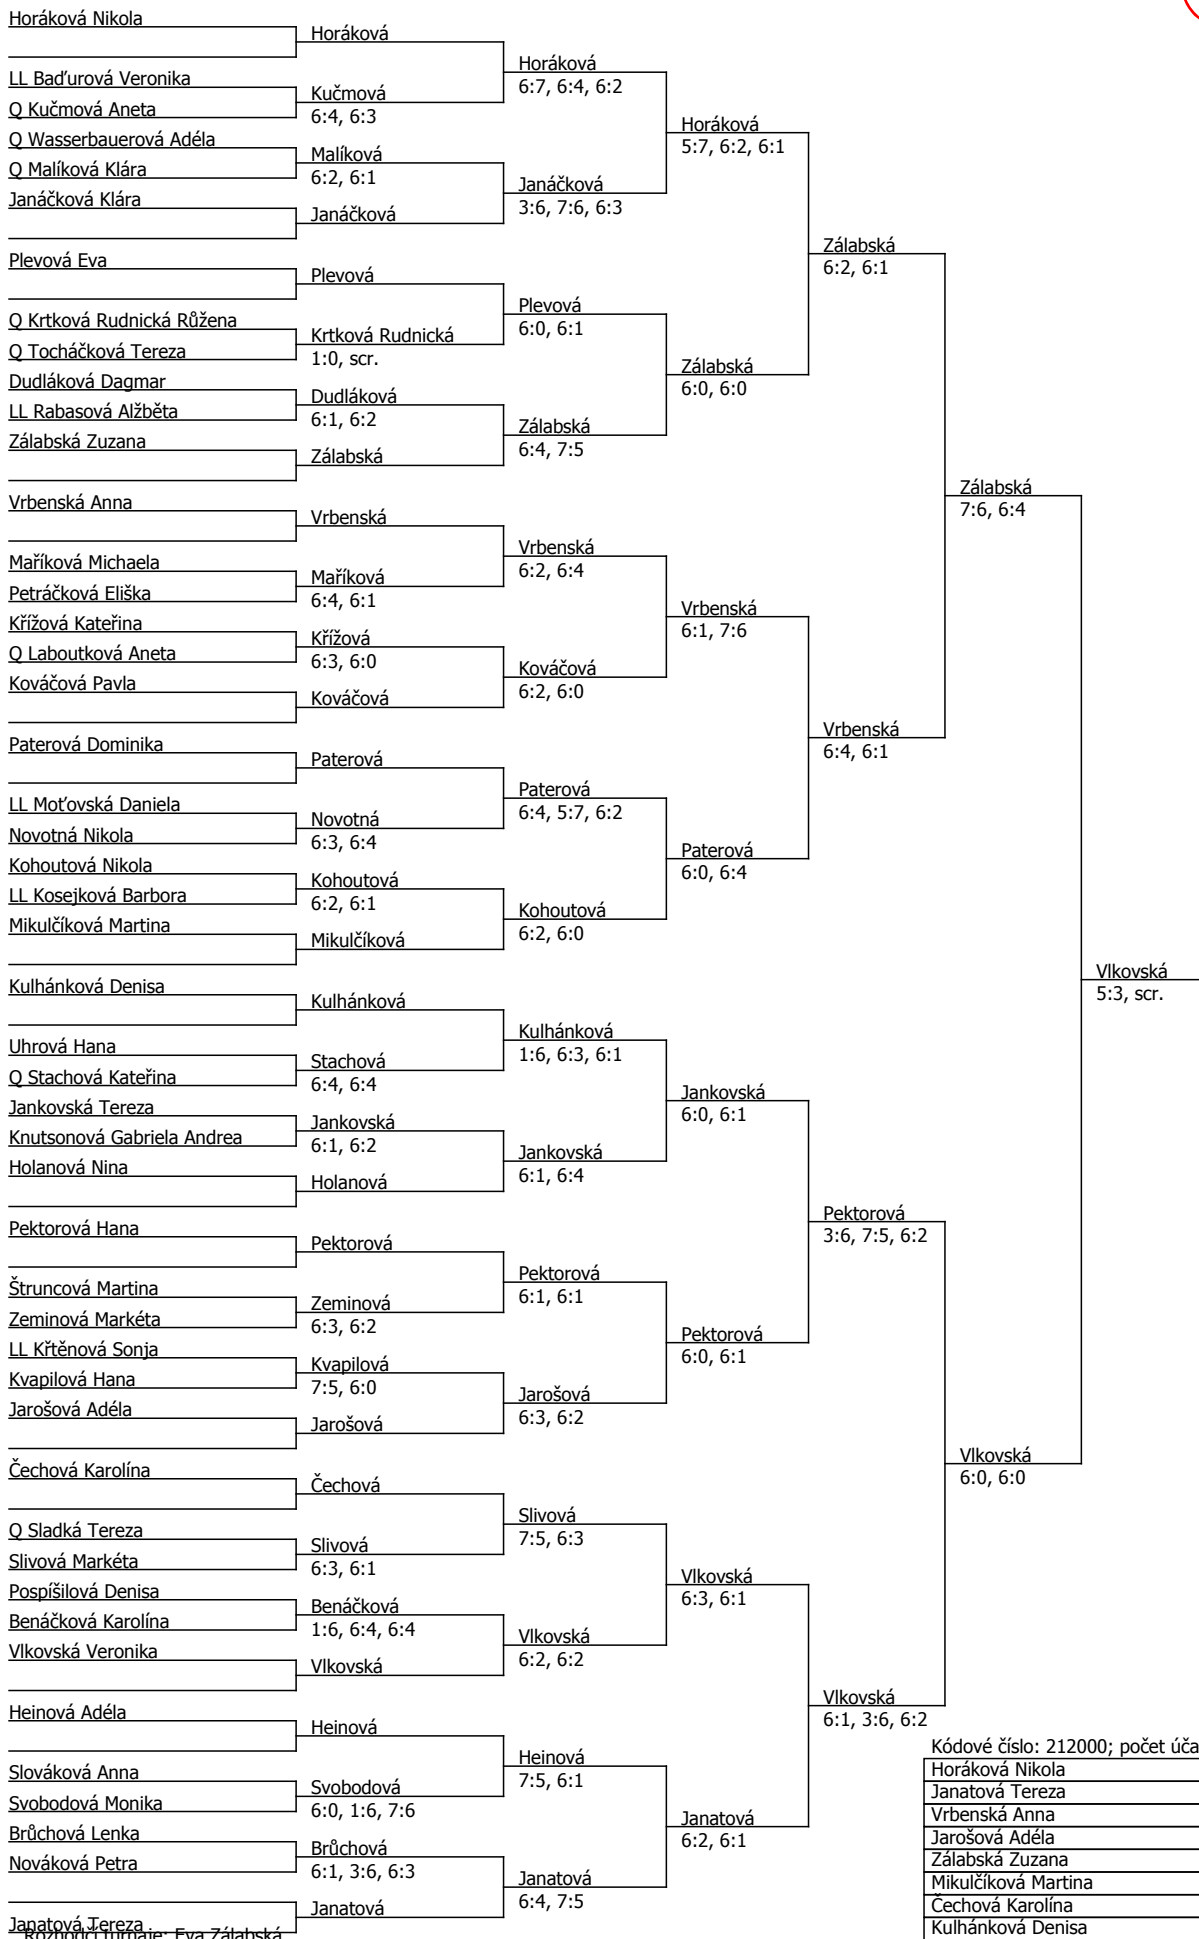 Horáková Nikola
LL Baďurová Veronika
Q Kučmová Aneta
Q Wasserbauerová Adéla
Q Malíková Klára
Janáčková Klára
Plevová Eva
Q Krtková Rudnická Růžena
Q Tocháčková Tereza
Dudláková Dagmar
LL Rabasová Alžběta
Zálabská Zuzana
Vrbenská Anna
Maříková Michaela
Petráčková Eliška
Křížová Kateřina
Q Laboutková Aneta
Kováčová Pavla
Paterová Dominika
LL Moťovská Daniela
Novotná Nikola
Kohoutová Nikola
LL Kosejková Barbora
Mikulčíková Martina
Kulhánková Denisa
Uhrová Hana
Q Stachová Kateřina
Jankovská Tereza
Knutsonová Gabriela Andrea
Holanová Nina
Pektorová Hana
Štruncová Martina
Zeminová Markéta
LL Křtěnová Sonja
Kvapilová Hana
Jarošová Adéla
Čechová Karolína
Q Sladká Tereza
Slivová Markéta
Pospíšilová Denisa
Benáčková Karolína
Vlkovská Veronika
Heinová Adéla
Slováková Anna
Svobodová Monika
Brůchová Lenka
Nováková Petra
Janatová Tereza
Rozhodčí turnaje: Eva Zálabská
Horáková
Kučmová
6:4, 6:3
Malíková
6:2, 6:1
Janáčková
Plevová
Krtková Rudnická
1:0, scr.
Dudláková
6:1, 6:2
Zálabská
Vrbenská
Maříková
6:4, 6:1
Křížová
6:3, 6:0
Kováčová
Paterová
Novotná
6:3, 6:4
Kohoutová
6:2, 6:1
Mikulčíková
Kulhánková
Stachová
6:4, 6:4
Jankovská
6:1, 6:2
Holanová
Pektorová
Zeminová
6:3, 6:2
Kvapilová
7:5, 6:0
Jarošová
Čechová
Slivová
6:3, 6:1
Benáčková
1:6, 6:4, 6:4
Vlkovská
Heinová
Svobodová
6:0, 1:6, 7:6
Brůchová
6:1, 3:6, 6:3
Janatová
Horáková
6:7, 6:4, 6:2
Janáčková
3:6, 7:6, 6:3
Plevová
6:0, 6:1
Zálabská
6:4, 7:5
Vrbenská
6:2, 6:4
Kováčová
6:2, 6:0
Paterová
6:4, 5:7, 6:2
Kohoutová
6:2, 6:0
Kulhánková
1:6, 6:3, 6:1
Jankovská
6:1, 6:4
Pektorová
6:1, 6:1
Jarošová
6:3, 6:2
Slivová
7:5, 6:3
Vlkovská
6:2, 6:2
Heinová
7:5, 6:1
Janatová
6:4, 7:5
Horáková
5:7, 6:2, 6:1
Zálabská
6:0, 6:0
Vrbenská
6:1, 7:6
Paterová
6:0, 6:4
Jankovská
6:0, 6:1
Pektorová
6:0, 6:1
Vlkovská
6:3, 6:1
Janatová
6:2, 6:1
Zálabská
6:2, 6:1
Vrbenská
6:4, 6:1
Pektorová
3:6, 7:5, 6:2
Vlkovská
6:1, 3:6, 6:2
Zálabská
7:6, 6:4
Vlkovská
6:0, 6:0
Vlkovská
5:3, scr.
Kódové číslo: 212000; počet úča
Horáková Nikola
Janatová Tereza
Vrbenská Anna
Jarošová Adéla
Zálabská Zuzana
Mikulčíková Martina
Čechová Karolína
Kulhánková Denisa